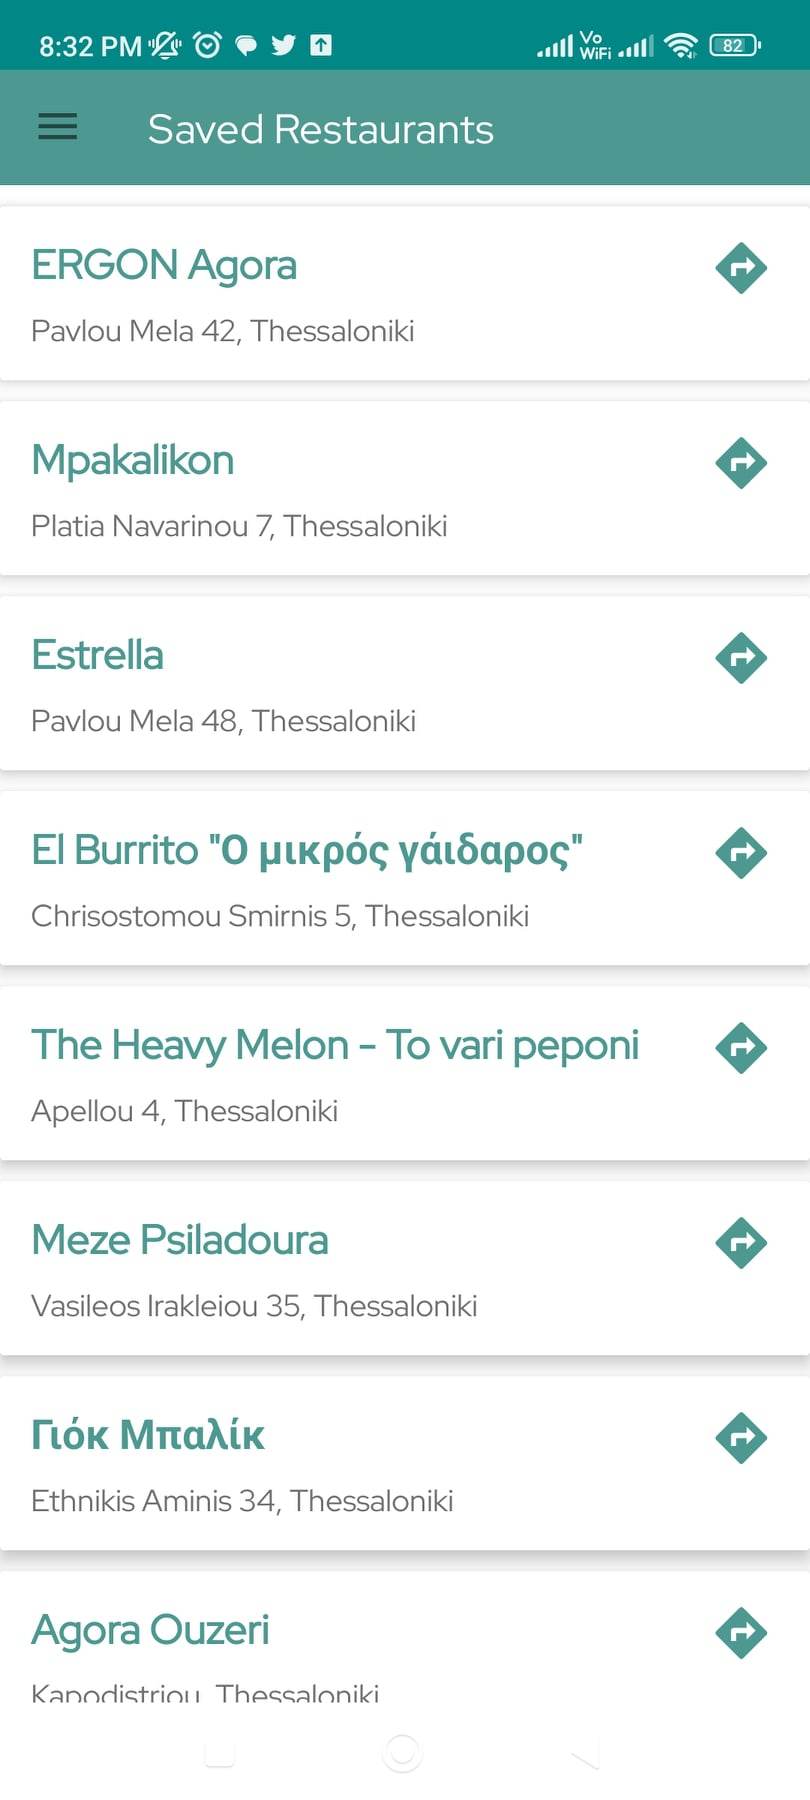 8:32 PM
Vo
WiFi
82
Saved Restaurants
ERGON Agora
Pavlou Mela 42, Thessaloniki
Mpakalikon
Platia Navarinou 7, Thessaloniki
Estrella
Pavlou Mela 48, Thessaloniki
El Burrito "Ο μικρός γάιδαρος"
Chrisostomou Smirnis 5, Thessaloniki
The Heavy Melon - To vari peponi
Apellou 4, Thessaloniki
Meze Psiladoura
Vasileos Irakleiou 35, Thessaloniki
Γιόκ Μπαλίκ
Ethnikis Aminis 34, Thessaloniki
Agora Ouzeri
Kapodistriou, Thessaloniki